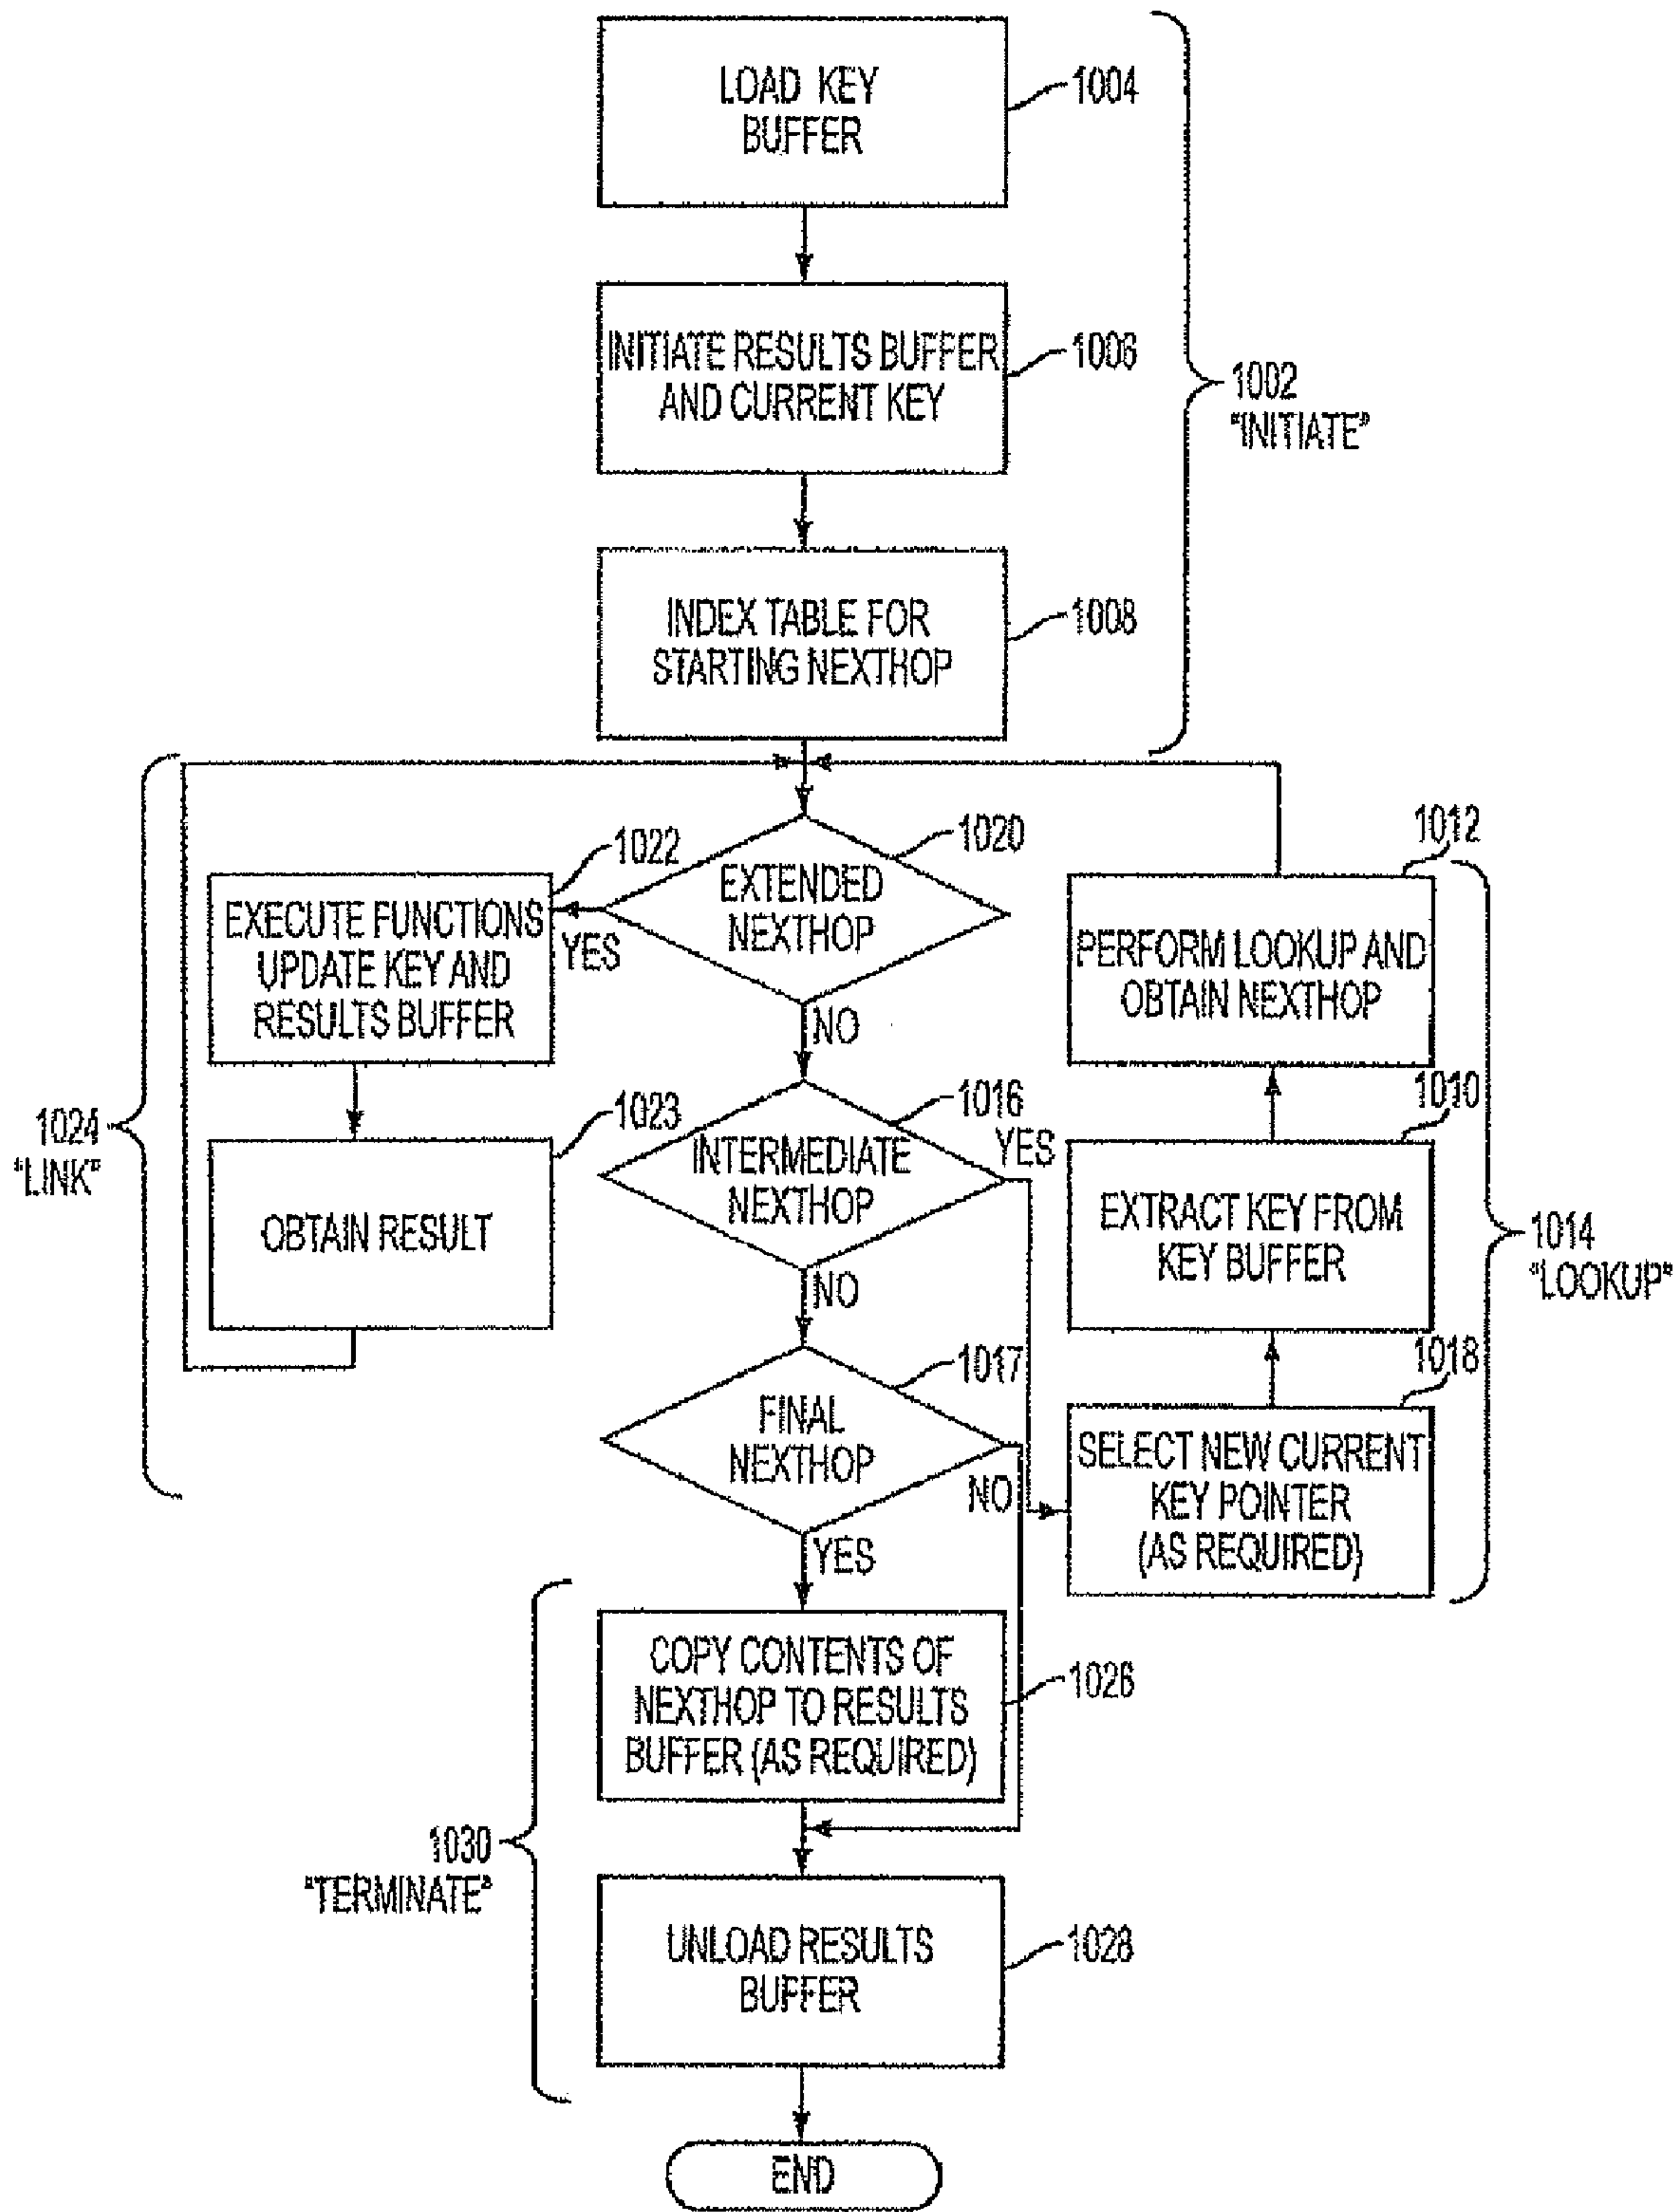 LOAD KEY
BUFFER
1004
INITIATE RESULTS BUFFER
AND CURRENT KEY
1006
1002
"INITIATE"
INDEX TABLE FOR
STARTING NEXTHOP
1008
EXTENDED
NEXTHOP
1020
YES
NO
1022
EXECUTE FUNCTIONS
UPDATE KEY AND
RESULTS BUFFER
1023
OBTAIN RESULT
1024
"LINK"
INTERMEDIATE
NEXTHOP
1016
YES
NO
1012
PERFORM LOOKUP AND
OBTAIN NEXTHOP
1010
EXTRACT KEY FROM
KEY BUFFER
1014
"LOOKUP"
1018
SELECT NEW CURRENT
KEY POINTER
(AS REQUIRED)
FINAL
NEXTHOP
1017
NO
YES
COPY CONTENTS OF
NEXTHOP TO RESULTS
BUFFER (AS REQUIRED)
1026
1030
"TERMINATE"
UNLOAD RESULTS
BUFFER
1028
END